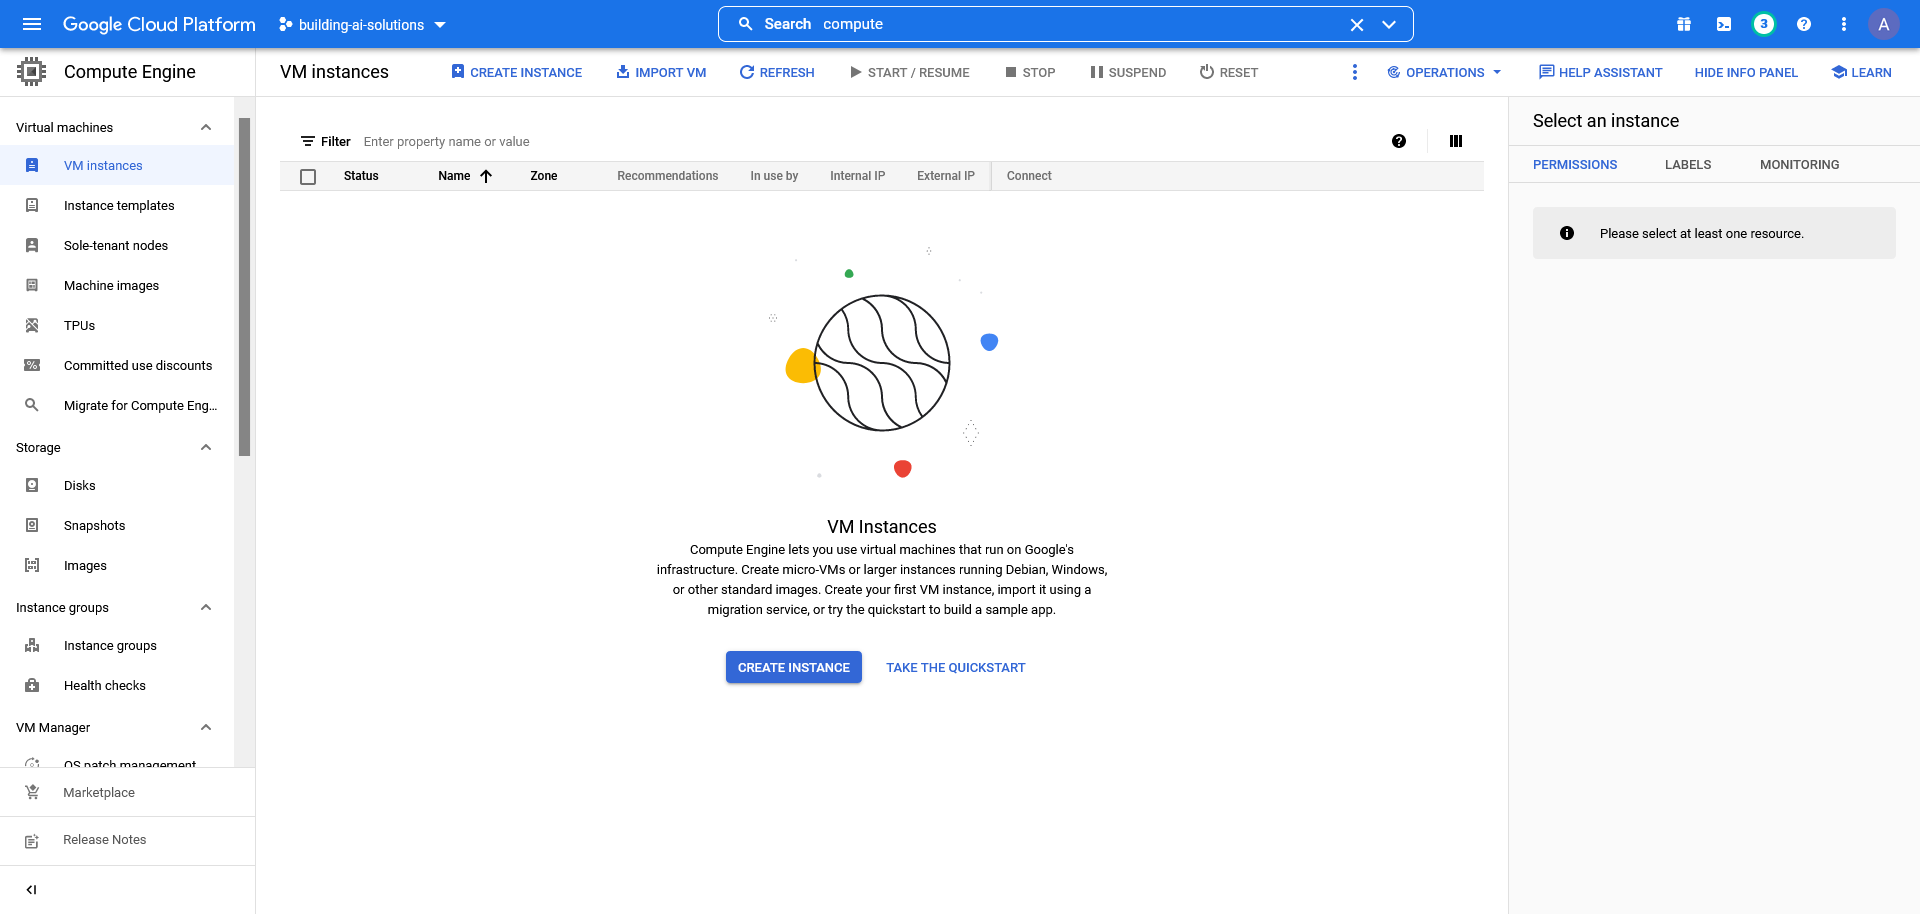 Google Cloud Platform
building-ai-solutions
Search compute
3
A
Compute Engine
VM instances
CREATE INSTANCE
IMPORT VM
REFRESH
START / RESUME
STOP
SUSPEND
RESET
OPERATIONS
HELP ASSISTANT
HIDE INFO PANEL
LEARN
Virtual machines
VM instances
Instance templates
Sole-tenant nodes
Machine images
TPUs
Committed use discounts
Migrate for Compute Eng...
Storage
Disks
Snapshots
Images
Instance groups
Instance groups
Health checks
VM Manager
OS patch management
Marketplace
Release Notes
Filter Enter property name or value
Status Name Zone Recommendations In use by Internal IP External IP Connect
VM Instances
Compute Engine lets you use virtual machines that run on Google's
infrastructure. Create micro-VMs or larger instances running Debian, Windows,
or other standard images. Create your first VM instance, import it using a
migration service, or try the quickstart to build a sample app.
CREATE INSTANCE
TAKE THE QUICKSTART
Select an instance
PERMISSIONS LABELS MONITORING
Please select at least one resource.